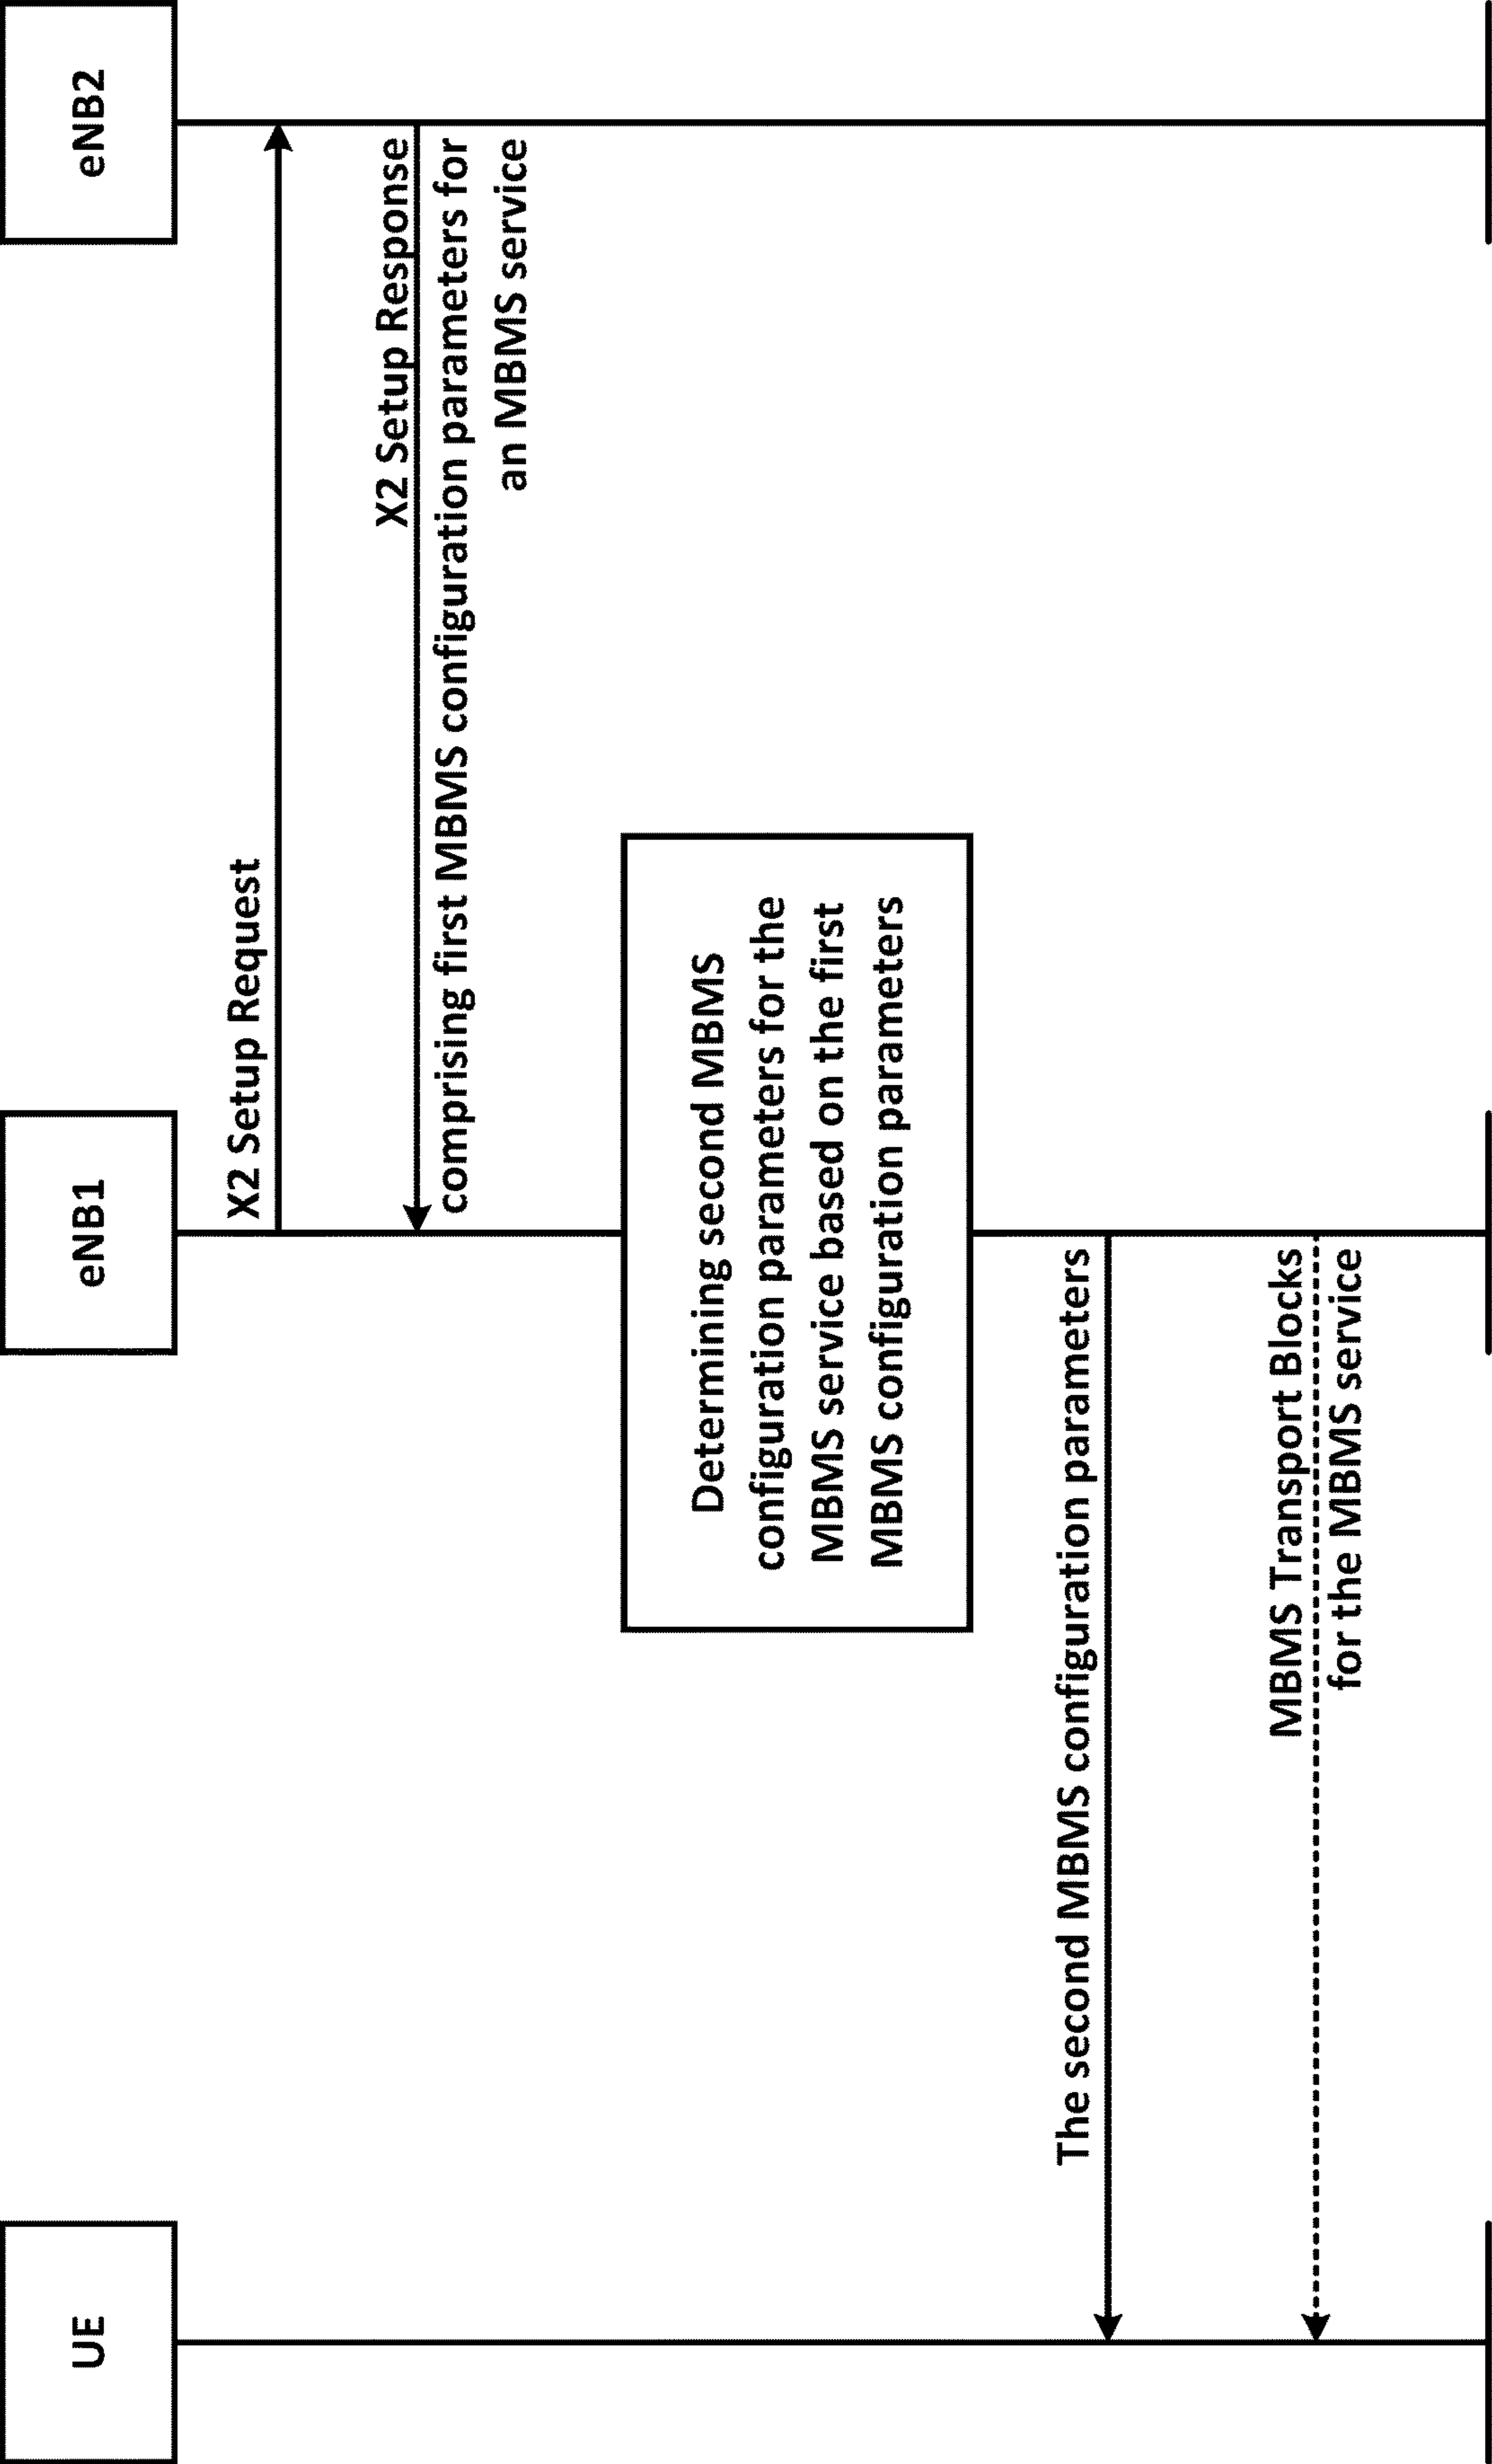 UE
eNB1
eNB2
X2 Setup Request
X2 Setup Response
comprising first MBMS configuration parameters for
an MBMS service
Determining second MBMS
configuration parameters for the
MBMS service based on the first
MBMS configuration parameters
The second MBMS configuration parameters
MBMS Transport Blocks
for the MBMS service